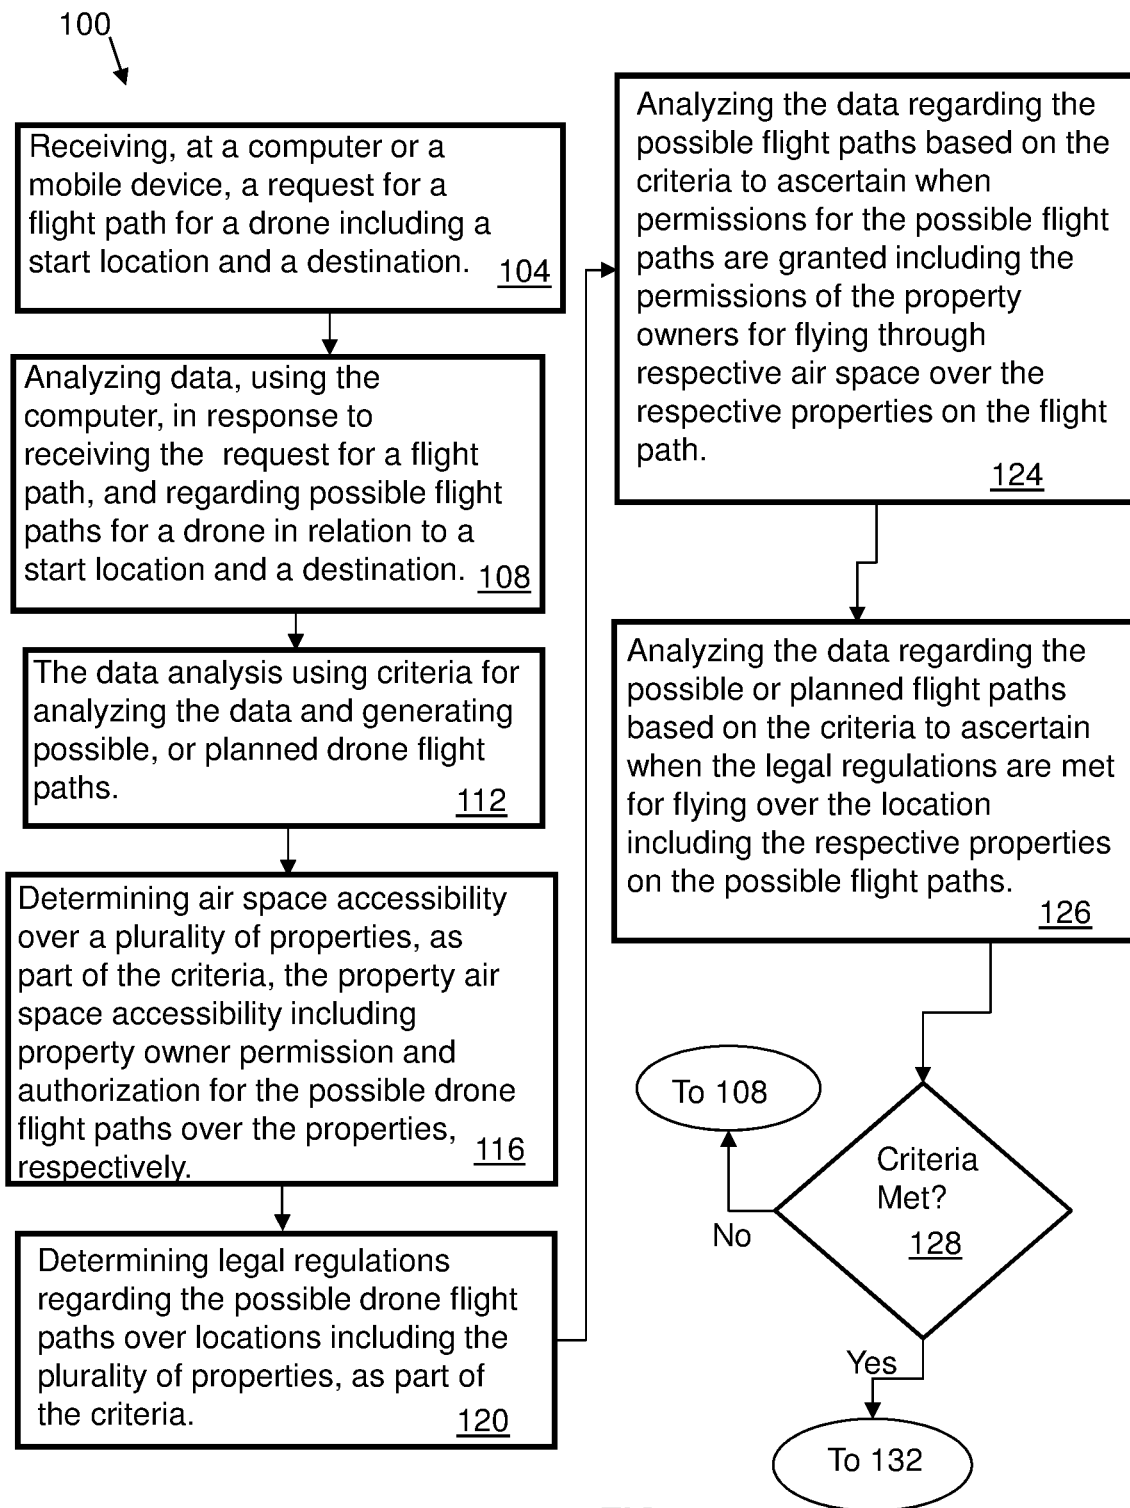 100
Receiving, at a computer or a
mobile device, a request for a
flight path for a drone including a
start location and a destination.
104
Analyzing data, using the
computer, in response to
receiving the request for a flight
path, and regarding possible flight
paths for a drone in relation to a
start location and a destination.
108
The data analysis using criteria for
analyzing the data and generating
possible, or planned drone flight
paths.
112
Determining air space accessibility
over a plurality of properties, as
part of the criteria, the property air
space accessibility including
property owner permission and
authorization for the possible drone
flight paths over the properties,
respectively.
116
Determining legal regulations
regarding the possible drone flight
paths over locations including the
plurality of properties, as part of
the criteria.
120
Analyzing the data regarding the
possible flight paths based on the
criteria to ascertain when
permissions for the possible flight
paths are granted including the
permissions of the property
owners for flying through
respective air space over the
respective properties on the flight
path.
124
Analyzing the data regarding the
possible or planned flight paths
based on the criteria to ascertain
when the legal regulations are met
for flying over the location
including the respective properties
on the possible flight paths.
126
Criteria
Met?
128
No
To 108
Yes
To 132